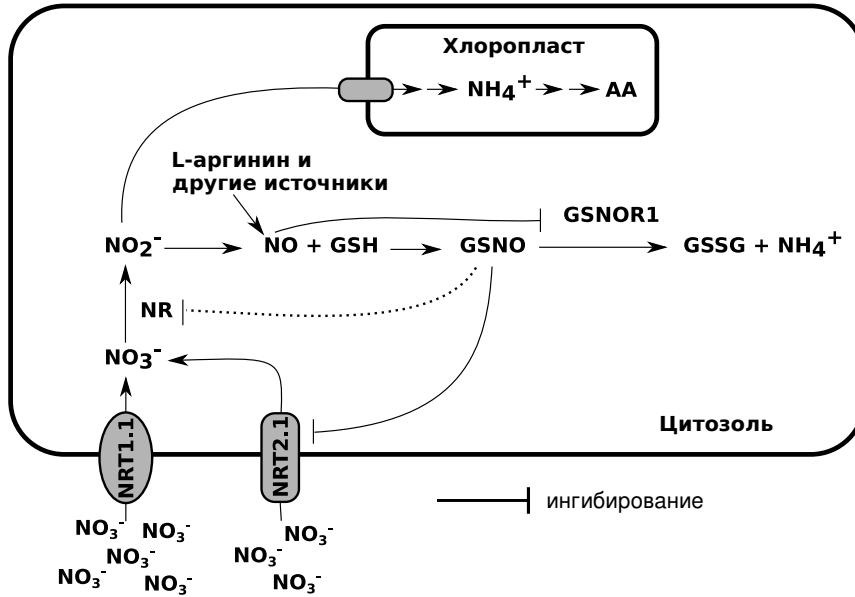 Хлоропласт
NH₄⁺ AA
L-аргинин и
другие источники
GSNOR1
NO₂⁻ NO + GSH GSNO GSSG + NH₄⁺
NR
NO₃⁻
Цитозоль
NRT1.1
NRT2.1
ингибирование
NO₃⁻ NO₃⁻ NO₃⁻
NO₃⁻ NO₃⁻
NO₃⁻ NO₃⁻ NO₃⁻